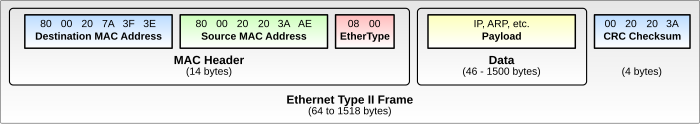 80 00 20 7A 3F 3E
Destination MAC Address
80 00 20 20 3A AE
Source MAC Address
08 00
EtherType
MAC Header
(14 bytes)
IP, ARP, etc.
Payload
Data
(46 - 1500 bytes)
00 20 20 3A
CRC Checksum
(4 bytes)
Ethernet Type II Frame
(64 to 1518 bytes)